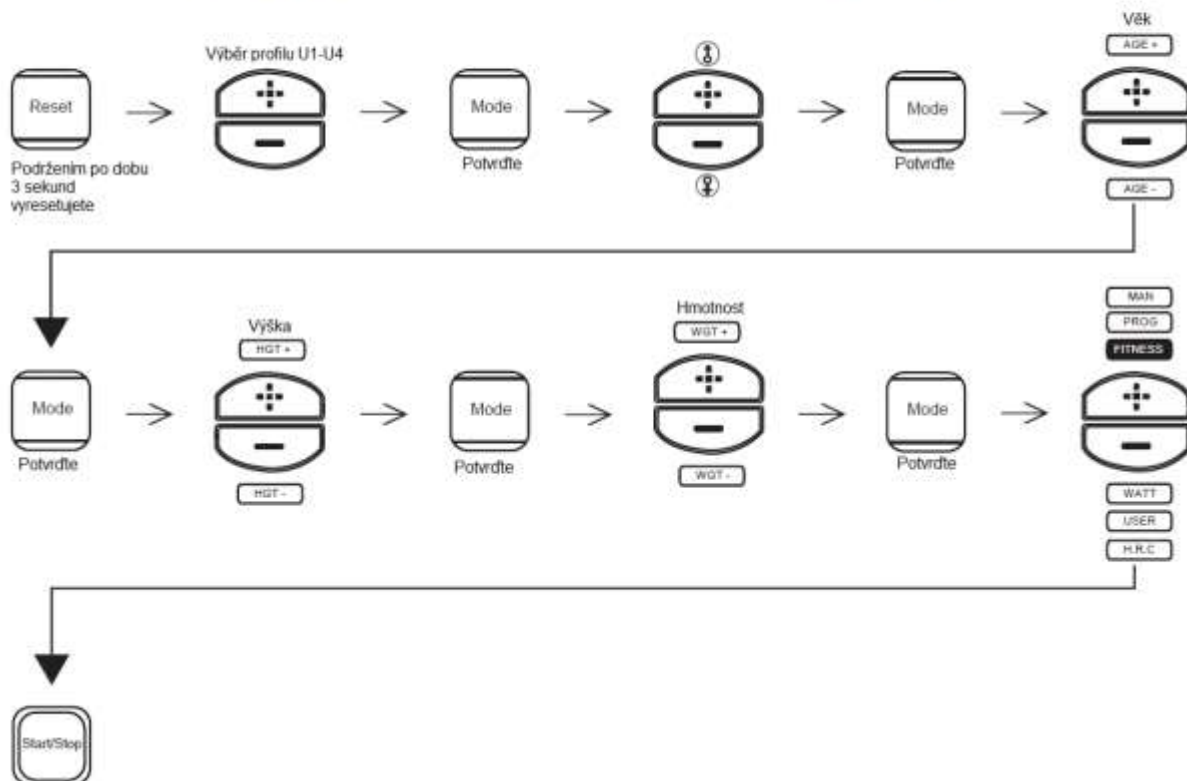 Věk
AGE +
Výběr profilu U1-U4
Reset
Mode
Mode
Podržením po dobu
3 sekund
vyresetujete
Potvrďte
Potvrďte
AGE -
MAN
PROG
FITNESS
Výška
HGT +
Hmotnost
WGT +
Mode
Mode
Mode
Potvrďte
Potvrďte
Potvrďte
HGT -
WGT -
WATT
USER
H.R.C
Start/Stop